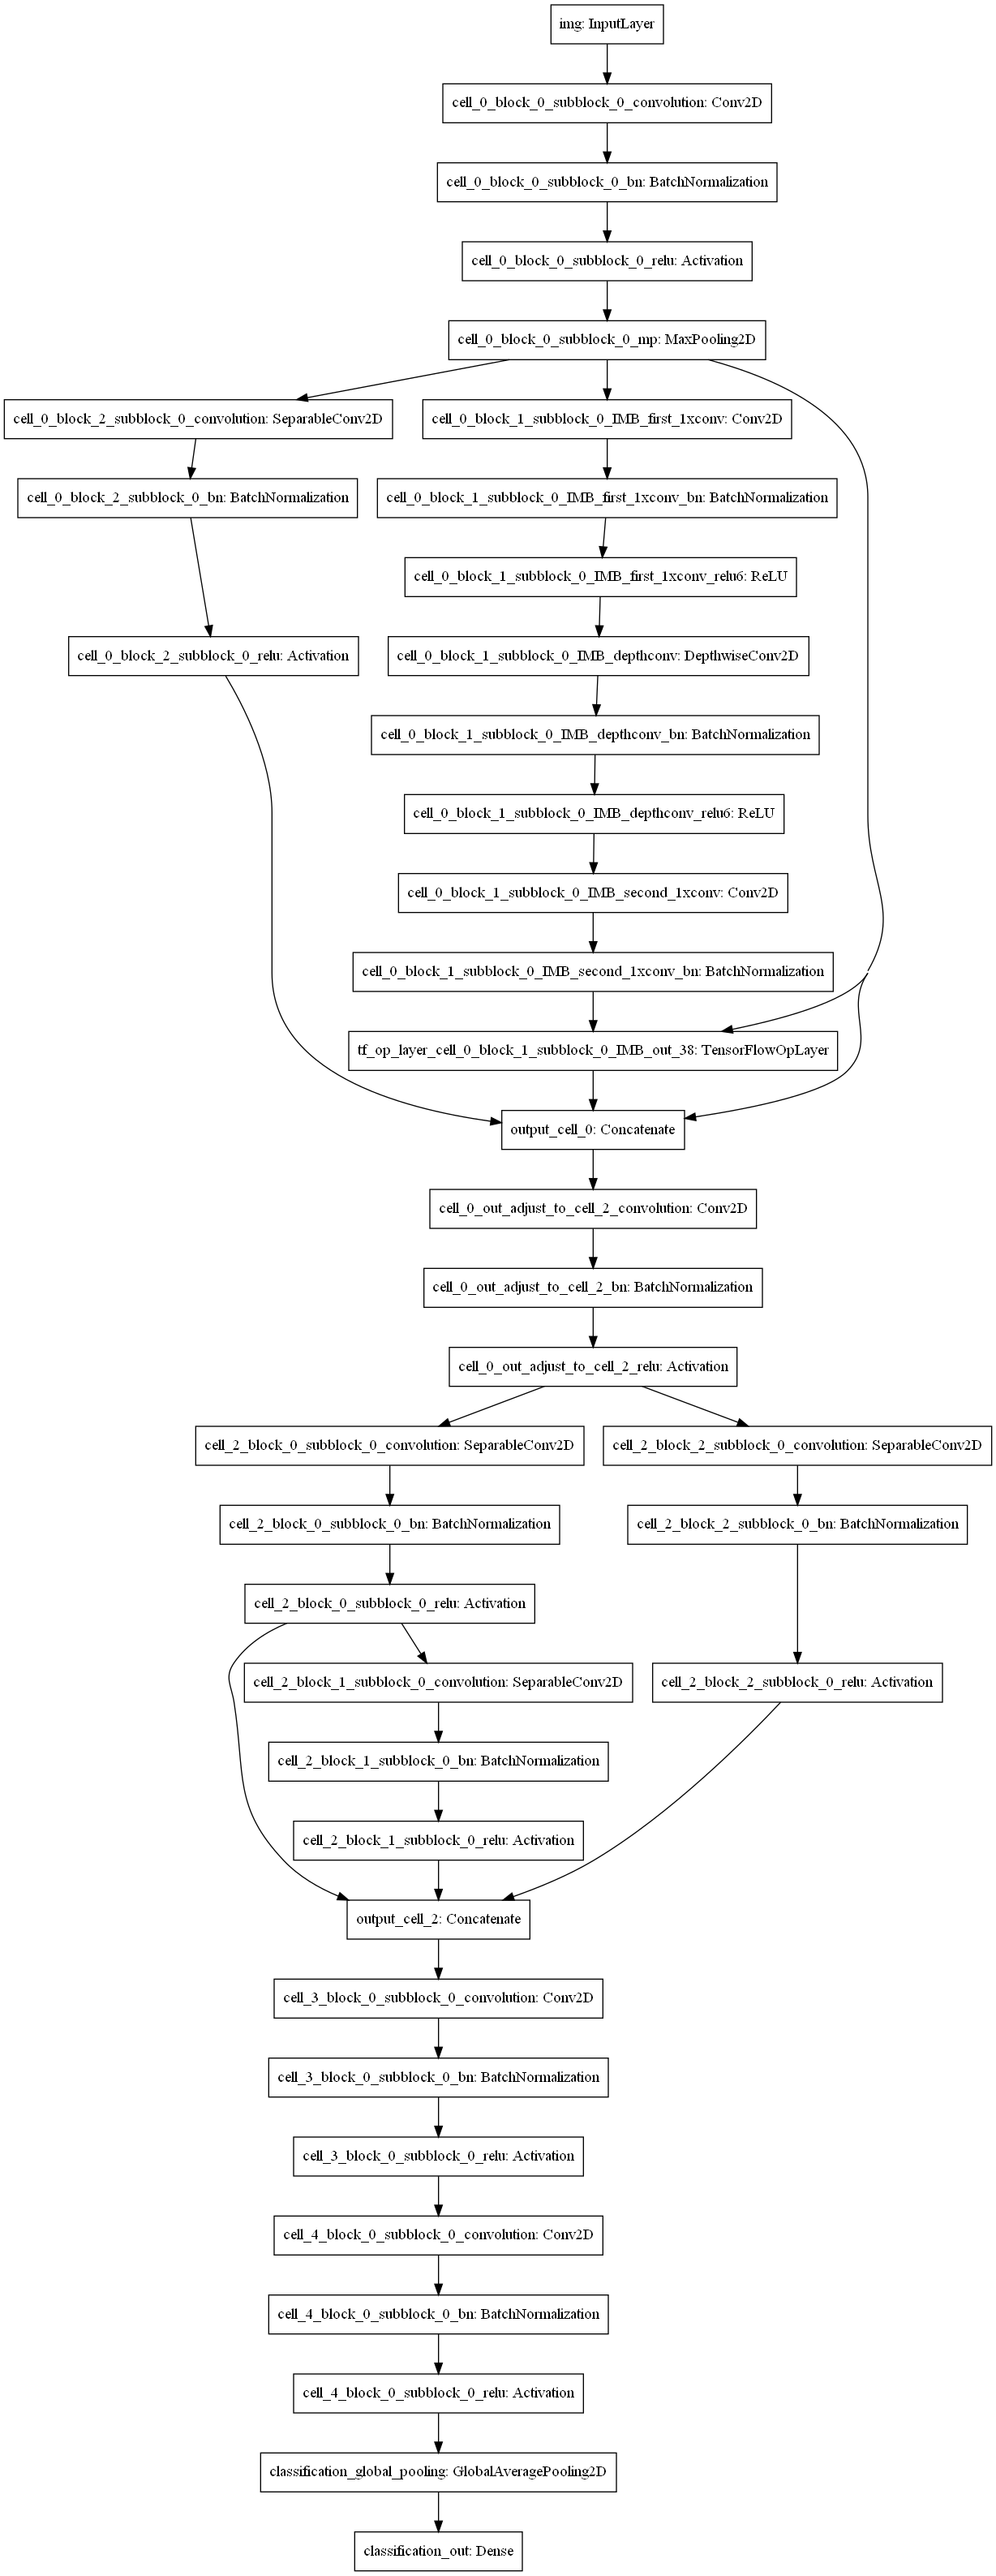 img: InputLayer
cell_0_block_0_subblock_0_convolution: Conv2D
cell_0_block_0_subblock_0_bn: BatchNormalization
cell_0_block_0_subblock_0_relu: Activation
cell_0_block_0_subblock_0_mp: MaxPooling2D
cell_0_block_2_subblock_0_convolution: SeparableConv2D
cell_0_block_1_subblock_0_IMB_first_1xconv: Conv2D
cell_0_block_2_subblock_0_bn: BatchNormalization
cell_0_block_1_subblock_0_IMB_first_1xconv_bn: BatchNormalization
cell_0_block_1_subblock_0_IMB_first_1xconv_relu6: ReLU
cell_0_block_2_subblock_0_relu: Activation
cell_0_block_1_subblock_0_IMB_depthconv: DepthwiseConv2D
cell_0_block_1_subblock_0_IMB_depthconv_bn: BatchNormalization
cell_0_block_1_subblock_0_IMB_depthconv_relu6: ReLU
cell_0_block_1_subblock_0_IMB_second_1xconv: Conv2D
cell_0_block_1_subblock_0_IMB_second_1xconv_bn: BatchNormalization
tf_op_layer_cell_0_block_1_subblock_0_IMB_out_38: TensorFlowOpLayer
output_cell_0: Concatenate
cell_0_out_adjust_to_cell_2_convolution: Conv2D
cell_0_out_adjust_to_cell_2_bn: BatchNormalization
cell_0_out_adjust_to_cell_2_relu: Activation
cell_2_block_0_subblock_0_convolution: SeparableConv2D
cell_2_block_2_subblock_0_convolution: SeparableConv2D
cell_2_block_0_subblock_0_bn: BatchNormalization
cell_2_block_2_subblock_0_bn: BatchNormalization
cell_2_block_0_subblock_0_relu: Activation
cell_2_block_1_subblock_0_convolution: SeparableConv2D
cell_2_block_2_subblock_0_relu: Activation
cell_2_block_1_subblock_0_bn: BatchNormalization
cell_2_block_1_subblock_0_relu: Activation
output_cell_2: Concatenate
cell_3_block_0_subblock_0_convolution: Conv2D
cell_3_block_0_subblock_0_bn: BatchNormalization
cell_3_block_0_subblock_0_relu: Activation
cell_4_block_0_subblock_0_convolution: Conv2D
cell_4_block_0_subblock_0_bn: BatchNormalization
cell_4_block_0_subblock_0_relu: Activation
classification_global_pooling: GlobalAveragePooling2D
classification_out: Dense